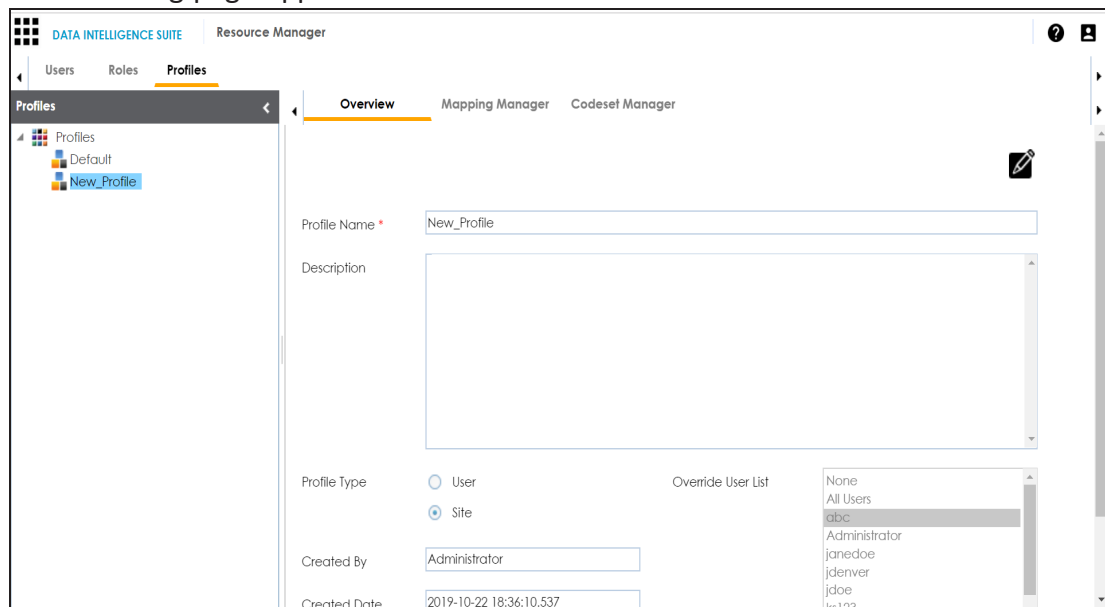 DATA INTELLIGENCE SUITE Resource Manager
Users Roles Profiles
Profiles Overview Mapping Manager Codeset Manager
Profiles
Default
New_Profile
Profile Name * New_Profile
Description
Profile Type User Override User List None
All Users
Site abc
Administrator
Created By Administrator janedoe
jdenver
jdoe
Created Date 2019-10-22 18:36:10.537